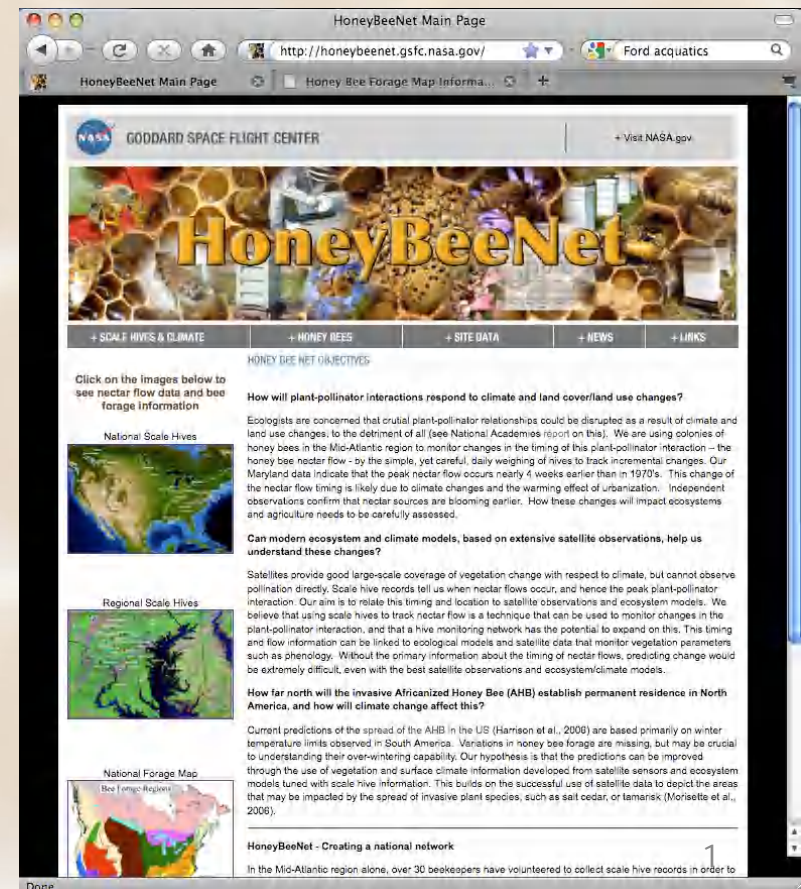 HoneyBeeNet Main Page
http://honeybeenet.gsfc.nasa.gov/
Ford acquatics
HoneyBeeNet Main Page
Honey Bee Forage Map Informa...
NASA
GODDARD SPACE FLIGHT CENTER
+ Visit NASA.gov
HoneyBeeNet
+ SCALE HIVES & CLIMATE
+ HONEY BEES
+ SITE DATA
+ NEWS
+ LINKS
HONEY BEE NET OBJECTIVES
Click on the images below to
see nectar flow data and bee
forage information
National Scale Hives
Regional Scale Hives
National Forage Map
Bee Forage Regions
How will plant-pollinator interactions respond to climate and land cover/land use changes?
Ecologists are concerned that crutial plant-pollinator relationships could be disrupted as a result of climate and
land use changes, to the detriment of all (see National Academies report on this). We are using colonies of
honey bees in the Mid-Atlantic region to monitor changes in the timing of this plant-pollinator interaction – the
honey bee nectar flow - by the simple, yet careful, daily weighing of hives to track incremental changes. Our
Maryland data indicate that the peak nectar flow occurs nearly 4 weeks earlier than in 1970's. This change of
the nectar flow timing is likely due to climate changes and the warming effect of urbanization. Independent
observations confirm that nectar sources are blooming earlier. How these changes will impact ecosystems
and agriculture needs to be carefully assessed.
Can modern ecosystem and climate models, based on extensive satellite observations, help us
understand these changes?
Satellites provide good large-scale coverage of vegetation change with respect to climate, but cannot observe
pollination directly. Scale hive records tell us when nectar flows occur, and hence the peak plant-pollinator
interaction. Our aim is to relate this timing and location to satellite observations and ecosystem models. We
believe that using scale hives to track nectar flow is a technique that can be used to monitor changes in the
plant-pollinator interaction, and that a hive monitoring network has the potential to expand on this. This timing
and flow information can be linked to ecological models and satellite data that monitor vegetation parameters
such as phenology. Without the primary information about the timing of nectar flows, predicting change would
be extremely difficult, even with the best satellite observations and ecosystem/climate models.
How far north will the invasive Africanized Honey Bee (AHB) establish permanent residence in North
America, and how will climate change affect this?
Current predictions of the spread of the AHB in the US (Harrison et al., 2006) are based primarily on winter
temperature limits observed in South America. Variations in honey bee forage are missing, but may be crucial
to understanding their over-wintering capability. Our hypothesis is that the predictions can be improved
through the use of vegetation and surface climate information developed from satellite sensors and ecosystem
models tuned with scale hive information. This builds on the successful use of satellite data to depict the areas
that may be impacted by the spread of invasive plant species, such as salt cedar, or tamarisk (Morisette et al.,
2006).
HoneyBeeNet - Creating a national network
In the Mid-Atlantic region alone, over 30 beekeepers have volunteered to collect scale hive records in order to
1
Done